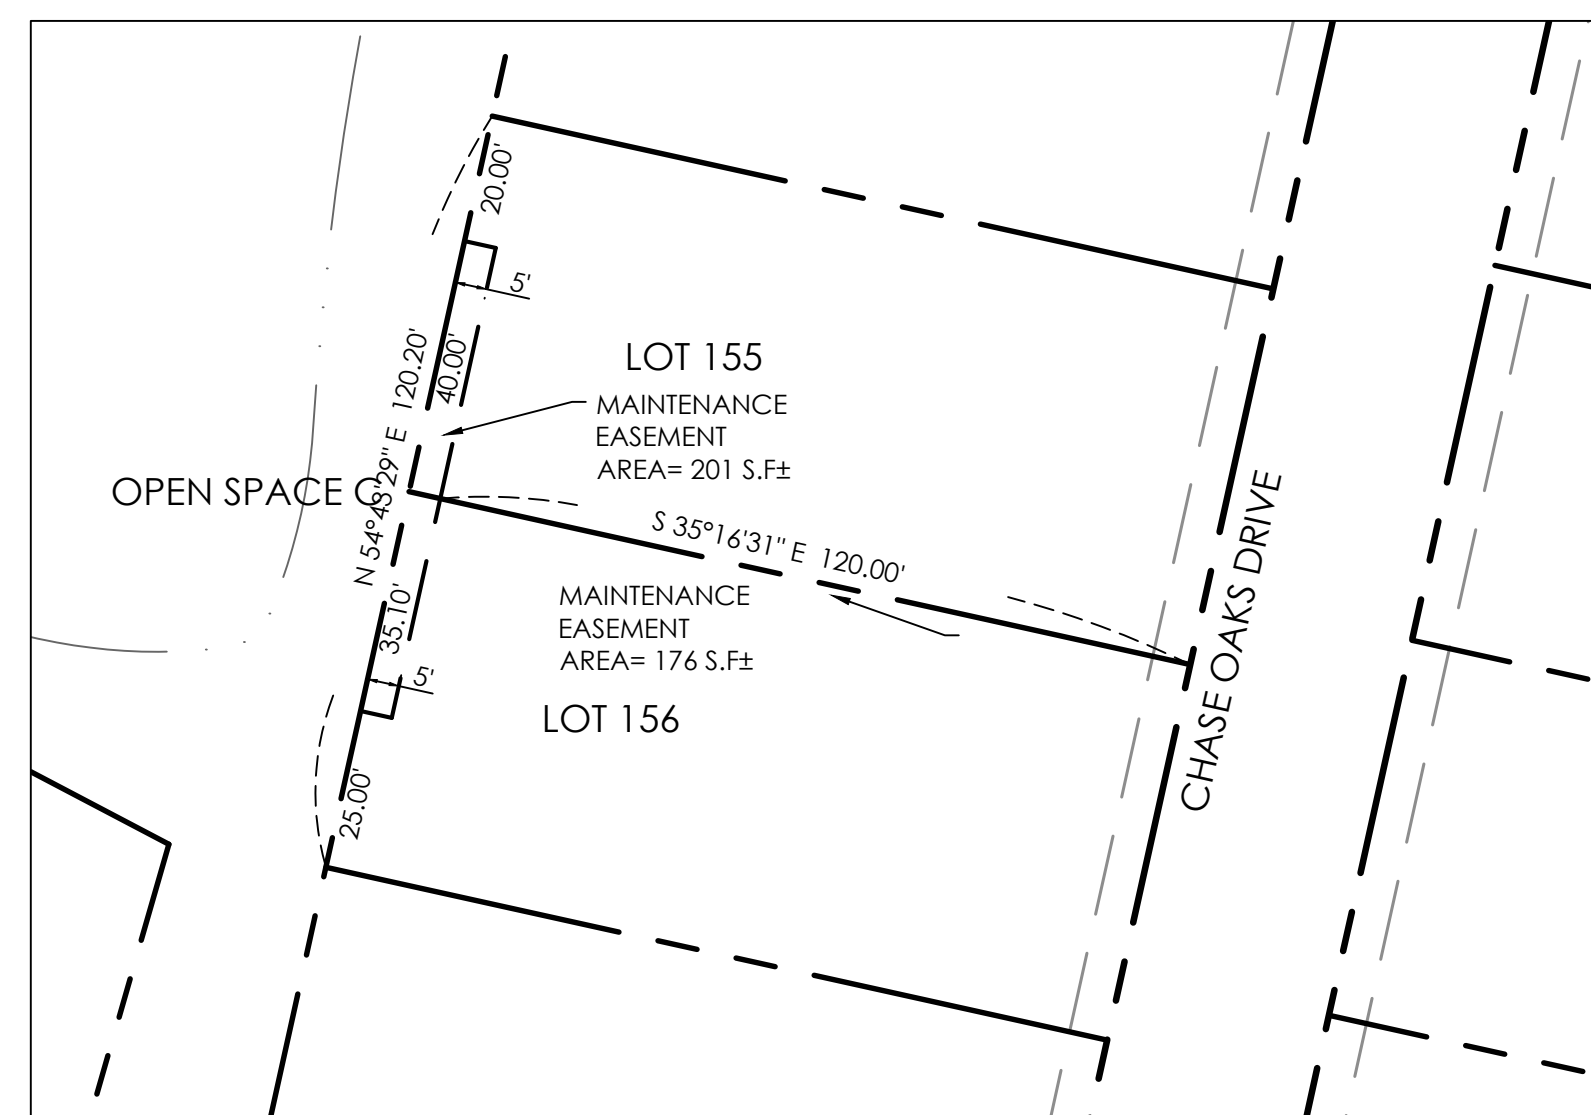 20.00'
5'
N 54°43'29" E 120.20'
40.00'
LOT 155
MAINTENANCE
EASEMENT
AREA= 201 S.F±
OPEN SPACE C
S 35°16'31" E 120.00'
MAINTENANCE
EASEMENT
AREA= 176 S.F±
35.10'
5'
LOT 156
25.00'
CHASE OAKS DRIVE